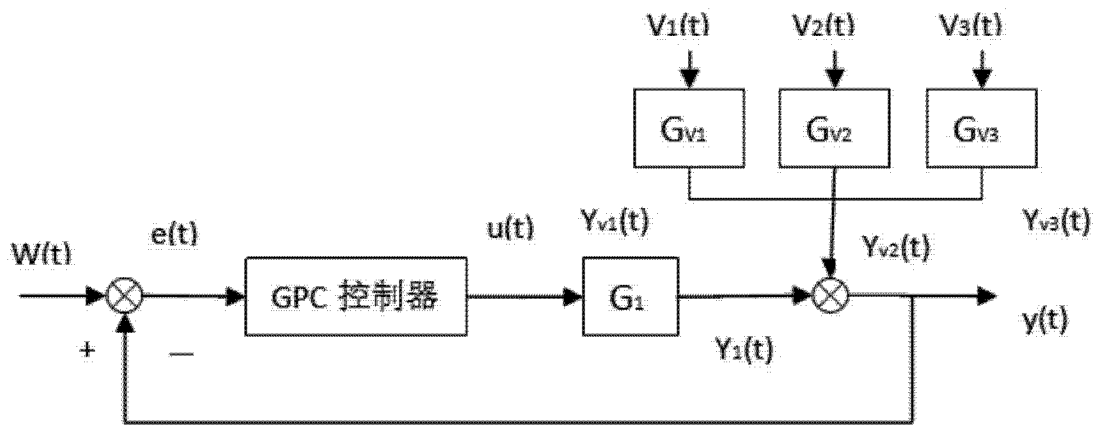 V1(t) V2(t) V3(t)
GV1 GV2 GV3
W(t) e(t) u(t) Yv1(t) Yv2(t) Yv3(t)
GPC 控制器 G1 y(t)
+ — Y1(t)